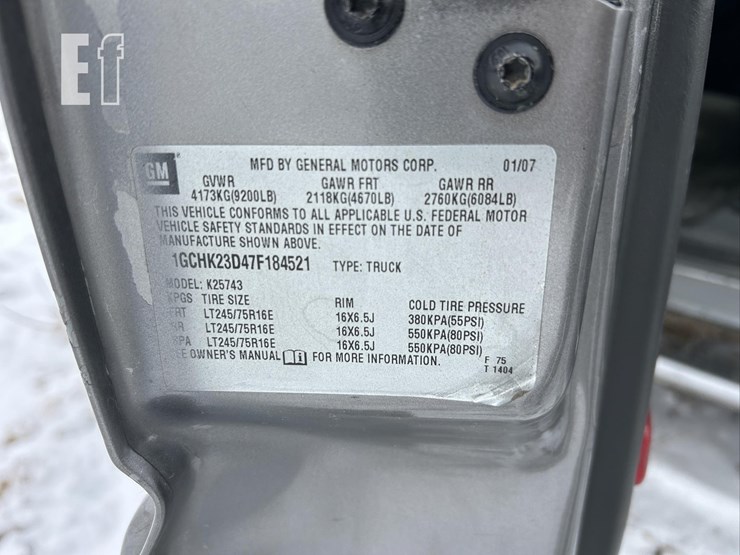 Ef
GM MFD BY GENERAL MOTORS CORP. 01/07
GVWR GAWR FRT GAWR RR
4173KG(9200LB) 2118KG(4670LB) 2760KG(6084LB)
THIS VEHICLE CONFORMS TO ALL APPLICABLE U.S. FEDERAL MOTOR
VEHICLE SAFETY STANDARDS IN EFFECT ON THE DATE OF
MANUFACTURE SHOWN ABOVE.
1GCHK23D47F184521 TYPE: TRUCK
MODEL: K25743
PGS TIRE SIZE RIM COLD TIRE PRESSURE
FRT LT245/75R16E 16X6.5J 380KPA(55PSI)
RR LT245/75R16E 16X6.5J 550KPA(80PSI)
PA LT245/75R16E 16X6.5J 550KPA(80PSI)
E OWNER'S MANUAL FOR MORE INFORMATION. F 75
T 1404